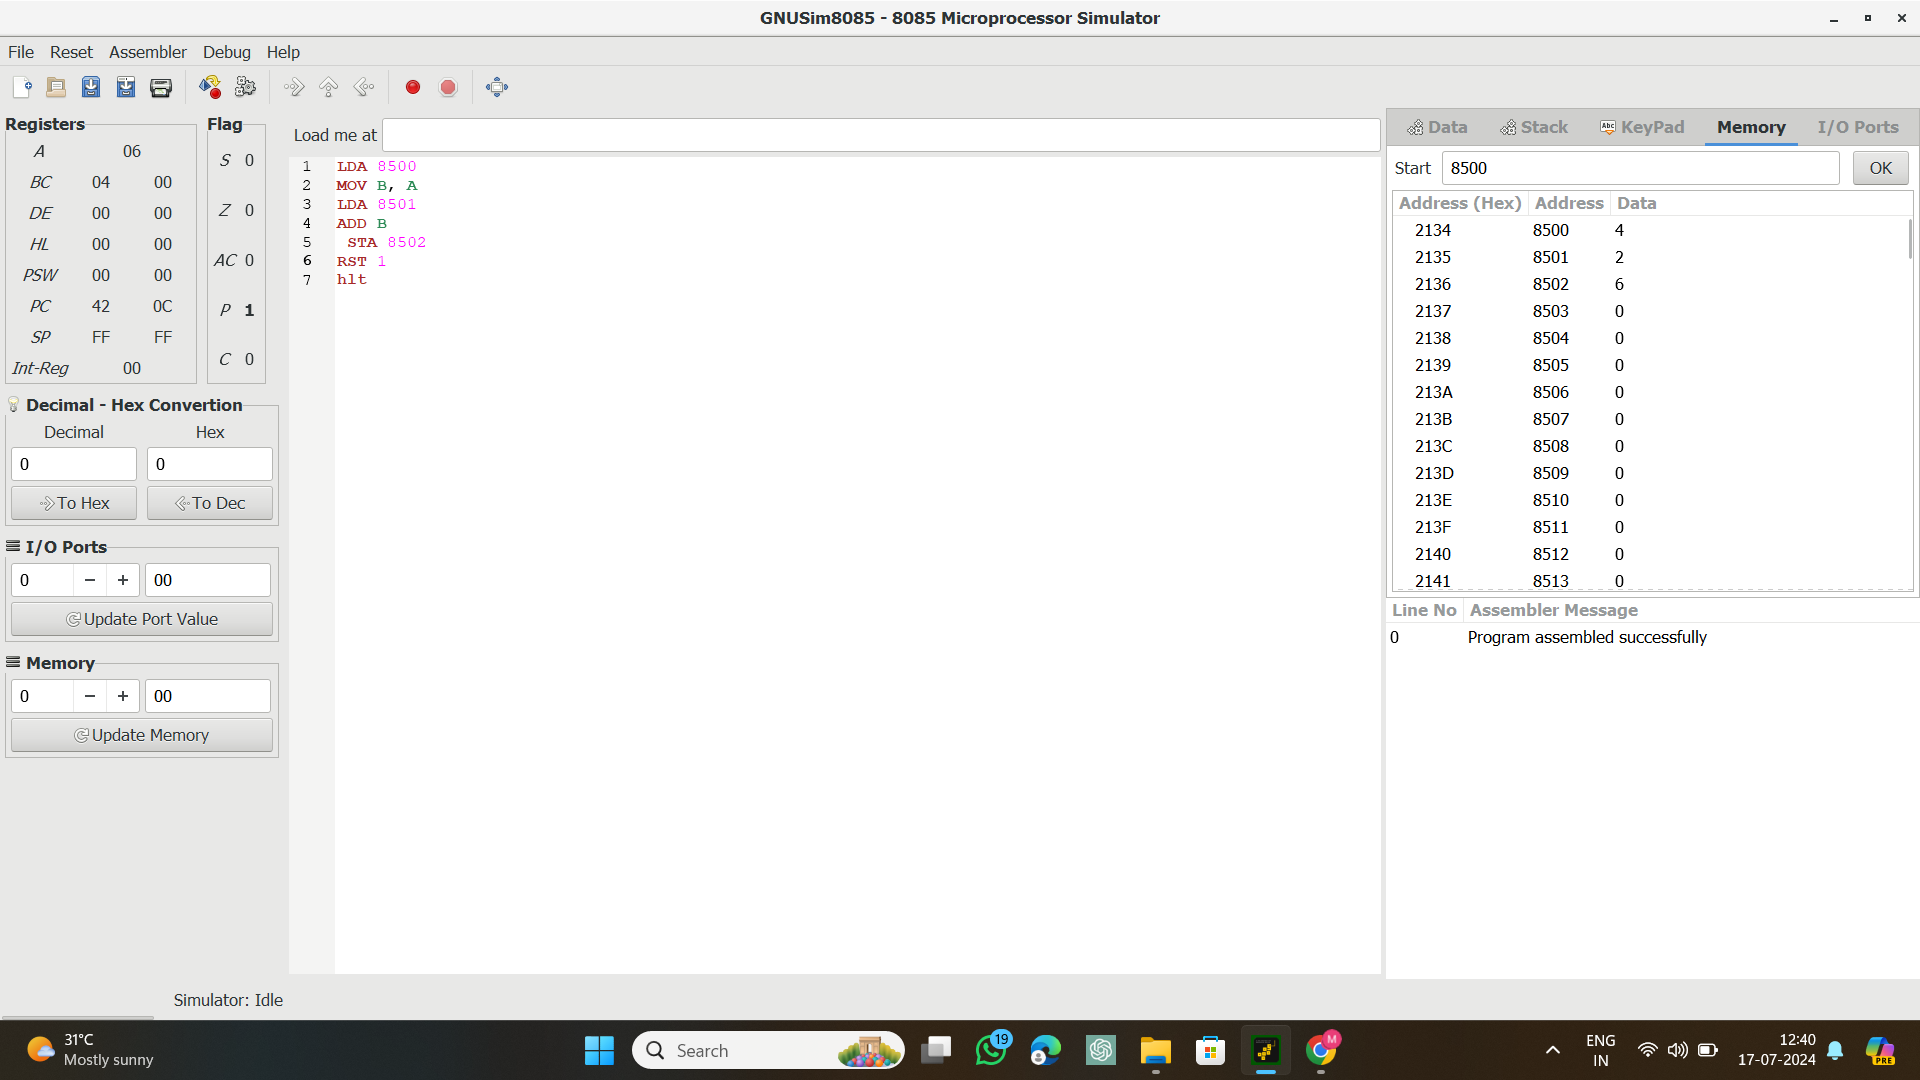 GNUSim8085 - 8085 Microprocessor Simulator
File Reset Assembler Debug Help
Registers
A 06
BC 04 00
DE 00 00
HL 00 00
PSW 00 00
PC 42 0C
SP FF FF
Int-Reg 00
Flag
S 0
Z 0
AC 0
P 1
C 0
Decimal - Hex Convertion
Decimal Hex
0 0
To Hex To Dec
I/O Ports
0 − + 00
Update Port Value
Memory
0 − + 00
Update Memory
Load me at
1 LDA 8500
2 MOV B, A
3 LDA 8501
4 ADD B
5 STA 8502
6 RST 1
7 hlt
Data Stack Abc KeyPad Memory I/O Ports
Start 8500 OK
Address (Hex) Address Data
2134 8500 4
2135 8501 2
2136 8502 6
2137 8503 0
2138 8504 0
2139 8505 0
213A 8506 0
213B 8507 0
213C 8508 0
213D 8509 0
213E 8510 0
213F 8511 0
2140 8512 0
2141 8513 0
Line No Assembler Message
0 Program assembled successfully
Simulator: Idle
31°C
Mostly sunny
Search
19
M
ENG
IN
12:40
17-07-2024
PRE